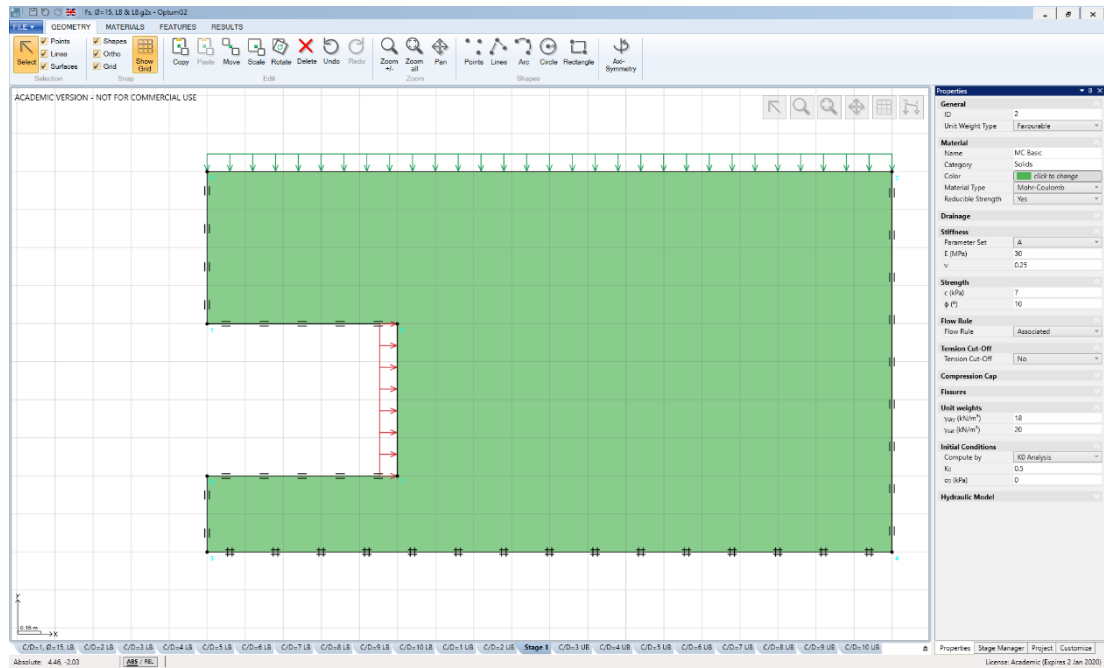 Fs, Ø=15, LB & LB.g2x - OptumG2
FILE GEOMETRY MATERIALS FEATURES RESULTS
Select
Points
Lines
Surfaces
Selection
Shapes
Ortho
Grid
Show Grid
Snap
Copy Paste Move Scale Rotate Delete Undo Redo
Edit
Zoom +/- Zoom all Pan
Zoom
Points Lines Arc Circle Rectangle
Shapes
Axi-Symmetry
ACADEMIC VERSION - NOT FOR COMMERCIAL USE
2
1
3
4
y
0.16 m
x
Properties
General
ID 2
Unit Weight Type Favourable
Material
Name MC Basic
Category Solids
Color click to change
Material Type Mohr-Coulomb
Reducible Strength Yes
Drainage
Stiffness
Parameter Set A
E (MPa) 30
ν 0.25
Strength
c (kPa) 7
ϕ (º) 10
Flow Rule
Flow Rule Associated
Tension Cut-Off
Tension Cut-Off No
Compression Cap
Fissures
Unit weights
γdry (kN/m³) 18
γsat (kN/m³) 20
Initial Conditions
Compute by K0 Analysis
K₀ 0.5
σ₀ (kPa) 0
Hydraulic Model
C/D=1, Ø=15, LB C/D=2 LB C/D=3 LB C/D=4 LB C/D=5 LB C/D=6 LB C/D=7 LB C/D=8 LB C/D=9 LB C/D=10 LB C/D=1 UB C/D=2 UB Stage 1 C/D=3 UB C/D=4 UB C/D=5 UB C/D=6 UB C/D=7 UB C/D=8 UB C/D=9 UB C/D=10 UB
Properties Stage Manager Project Customize
Absolute: 4.46, -2.03 ABS / REL
License: Academic (Expires 2 Jan 2020)